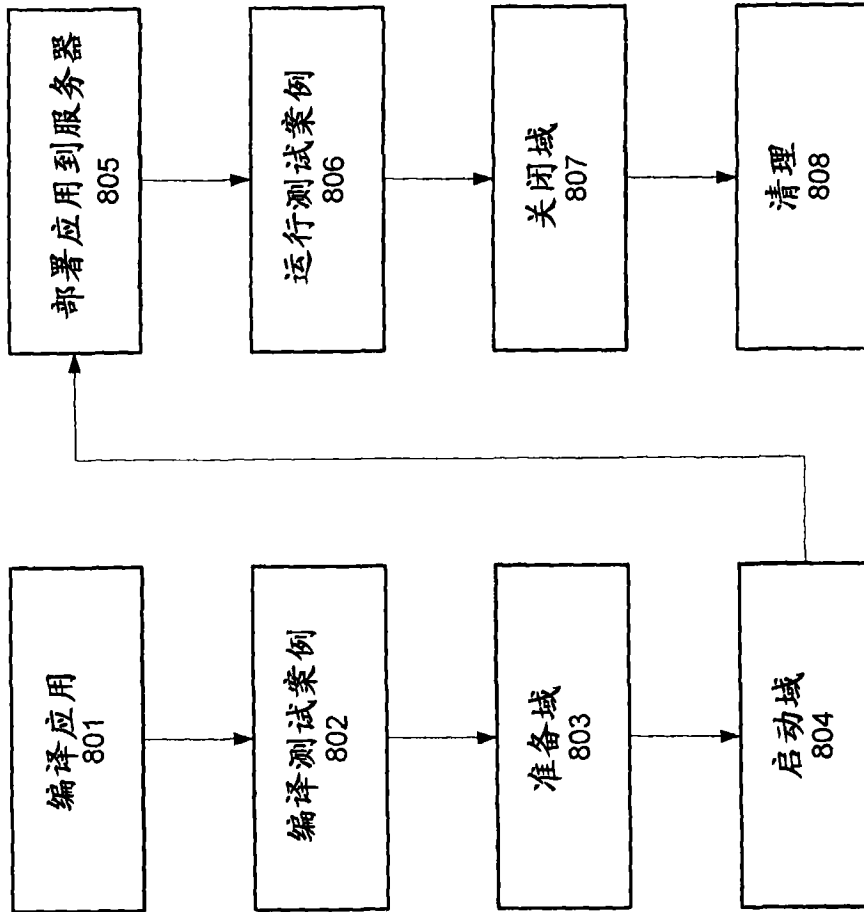 编译应用
801
编译测试案例
802
准备域
803
启动域
804
部署应用到服务器
805
运行测试案例
806
关闭域
807
清理
808